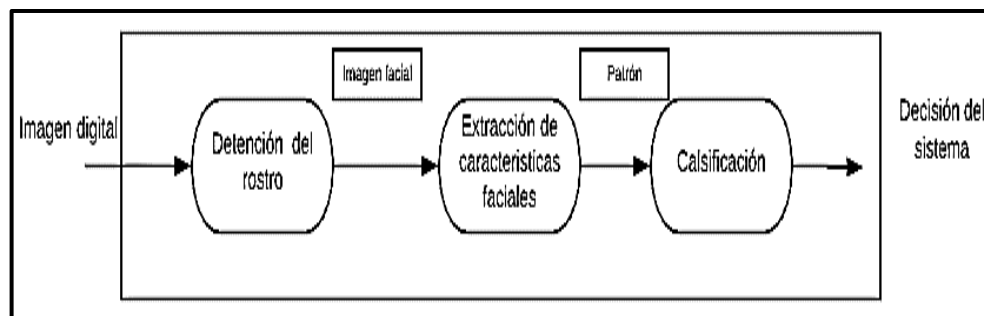 Imagen digital
Imagen facial
Patrón
Detención del
rostro
Extracción de
caracteristicas
faciales
Calsificación
Decisión del
sistema